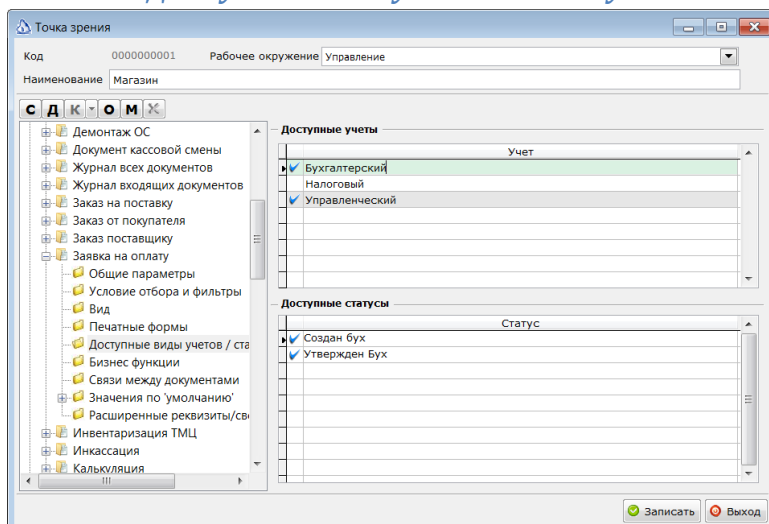 Точка зрения
Код 0000000001 Рабочее окружение Управление
Наименование Магазин
С Д К О М
Демонтаж ОС
Документ кассовой смены
Журнал всех документов
Журнал входящих документов
Заказ на поставку
Заказ от покупателя
Заказ поставщику
Заявка на оплату
Общие параметры
Условие отбора и фильтры
Вид
Печатные формы
Доступные виды учетов / ста
Бизнес функции
Связи между документами
Значения по 'умолчанию'
Расширенные реквизиты/сво
Инвентаризация ТМЦ
Инкассация
Калькуляция
Доступные учеты
Учет
Бухгалтерский
Налоговый
Управленческий
Доступные статусы
Статус
Создан бух
Утвержден Бух
Записать Выход